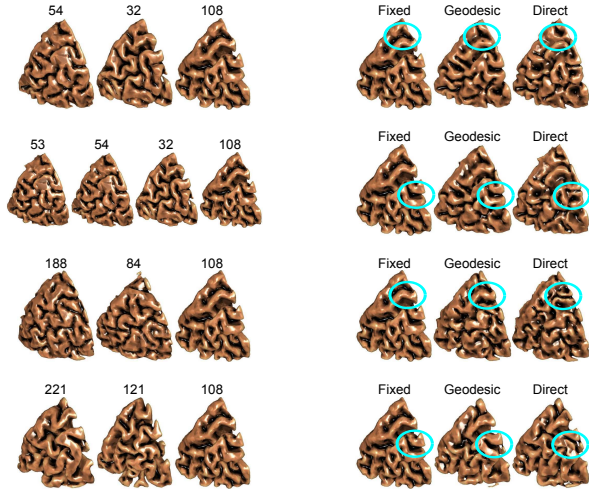 54 32 108 Fixed Geodesic Direct
53 54 32 108 Fixed Geodesic Direct
188 84 108 Fixed Geodesic Direct
221 121 108 Fixed Geodesic Direct